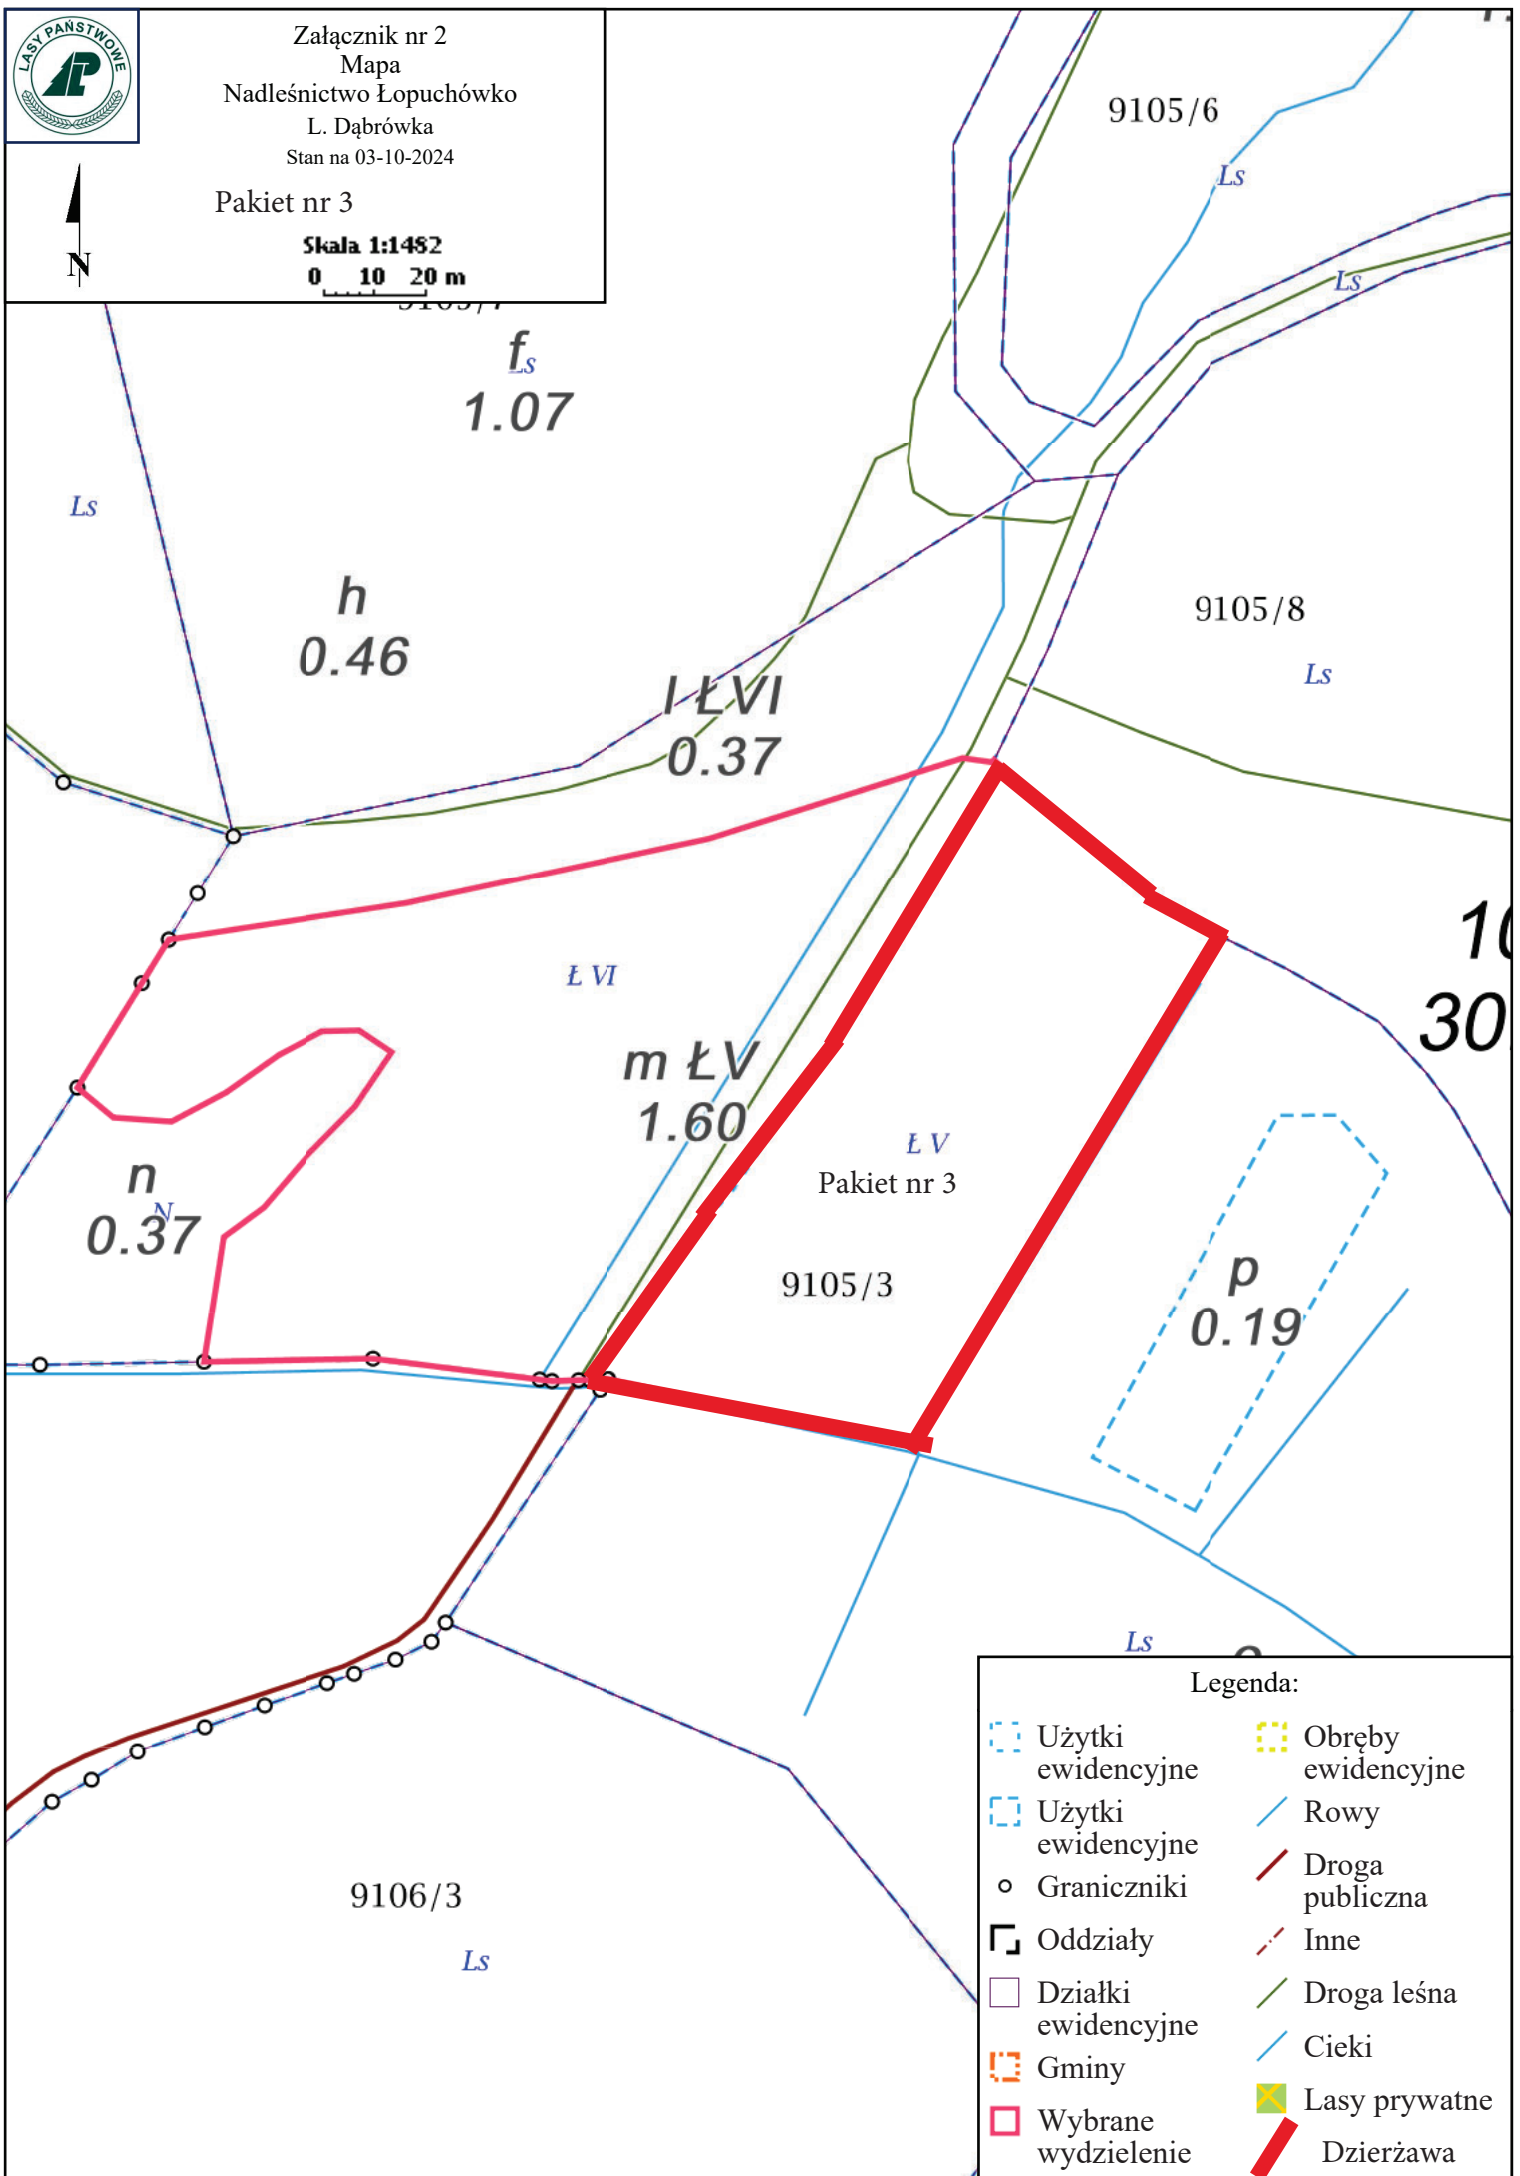 LASY PAŃSTWOWE
Załącznik nr 2
Mapa
Nadleśnictwo Łopuchówko
L. Dąbrówka
Stan na 03-10-2024
Pakiet nr 3
N
Skala 1:1482
0 10 20 m
9105/6
Ls
Ls
f
Ls
1.07
Ls
h
0.46
9105/8
Ls
l ŁVI
0.37
Ł VI
m ŁV
1.60
Ł V
Pakiet nr 3
n
N
0.37
9105/3
p
0.19
Ls
9106/3
Ls
Legenda:
Użytki
ewidencyjne
Użytki
ewidencyjne
Graniczniki
Oddziały
Działki
ewidencyjne
Gminy
Wybrane
wydzielenie
Obręby
ewidencyjne
Rowy
Droga
publiczna
Inne
Droga leśna
Cieki
Lasy prywatne
Dzierżawa